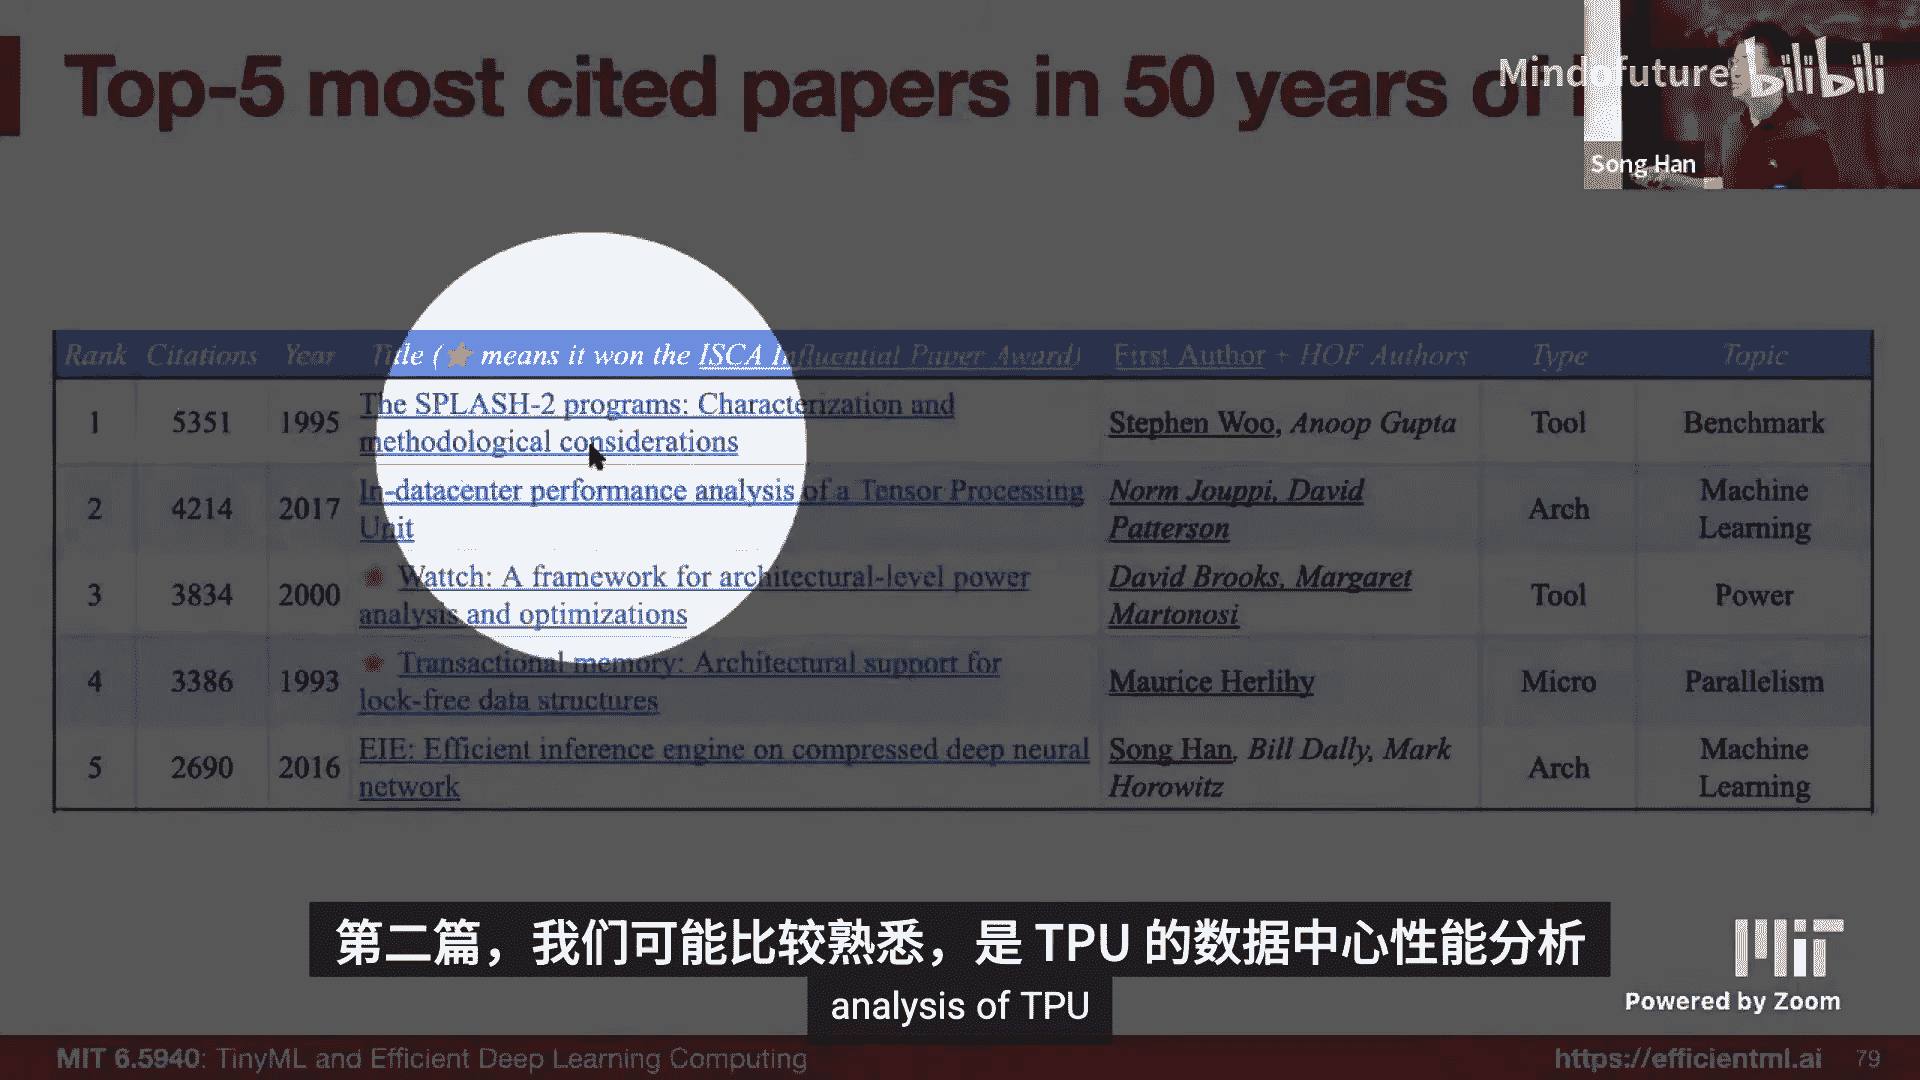 Top-5 most cited papers in 50 years of
Mindofuture bilibili
Song Han
Rank Citations Year Title (★ means it won the ISCA Influential Paper Award) First Author + HOF Authors Type Topic
1 5351 1995 The SPLASH-2 programs: Characterization and methodological considerations Stephen Woo, Anoop Gupta Tool Benchmark
2 4214 2017 In-datacenter performance analysis of a Tensor Processing Unit Norm Jouppi, David Patterson Arch Machine Learning
3 3834 2000 ★ Wattch: A framework for architectural-level power analysis and optimizations David Brooks, Margaret Martonosi Tool Power
4 3386 1993 ★ Transactional memory: Architectural support for lock-free data structures Maurice Herlihy Micro Parallelism
5 2690 2016 EIE: Efficient inference engine on compressed deep neural network Song Han, Bill Dally, Mark Horowitz Arch Machine Learning
第二篇，我们可能比较熟悉，是 TPU 的数据中心性能分析
analysis of TPU
MIT
Powered by Zoom
MIT 6.5940: TinyML and Efficient Deep Learning Computing
https://efficientml.ai 79